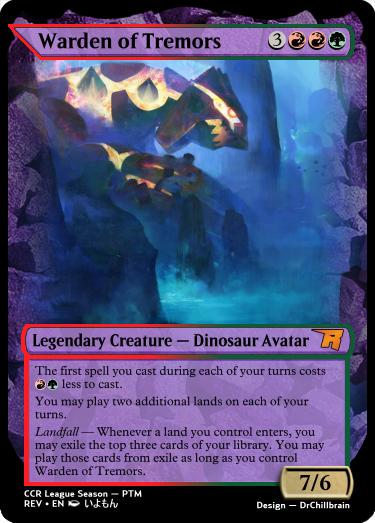 Warden of Tremors 3
Legendary Creature — Dinosaur Avatar
The first spell you cast during each of your turns costs
less to cast.
You may play two additional lands on each of your
turns.
Landfall — Whenever a land you control enters, you
may exile the top three cards of your library. You may
play those cards from exile as long as you control
Warden of Tremors.
7/6
CCR League Season — PTM
REV • EN いよもん
Design — DrChillbrain